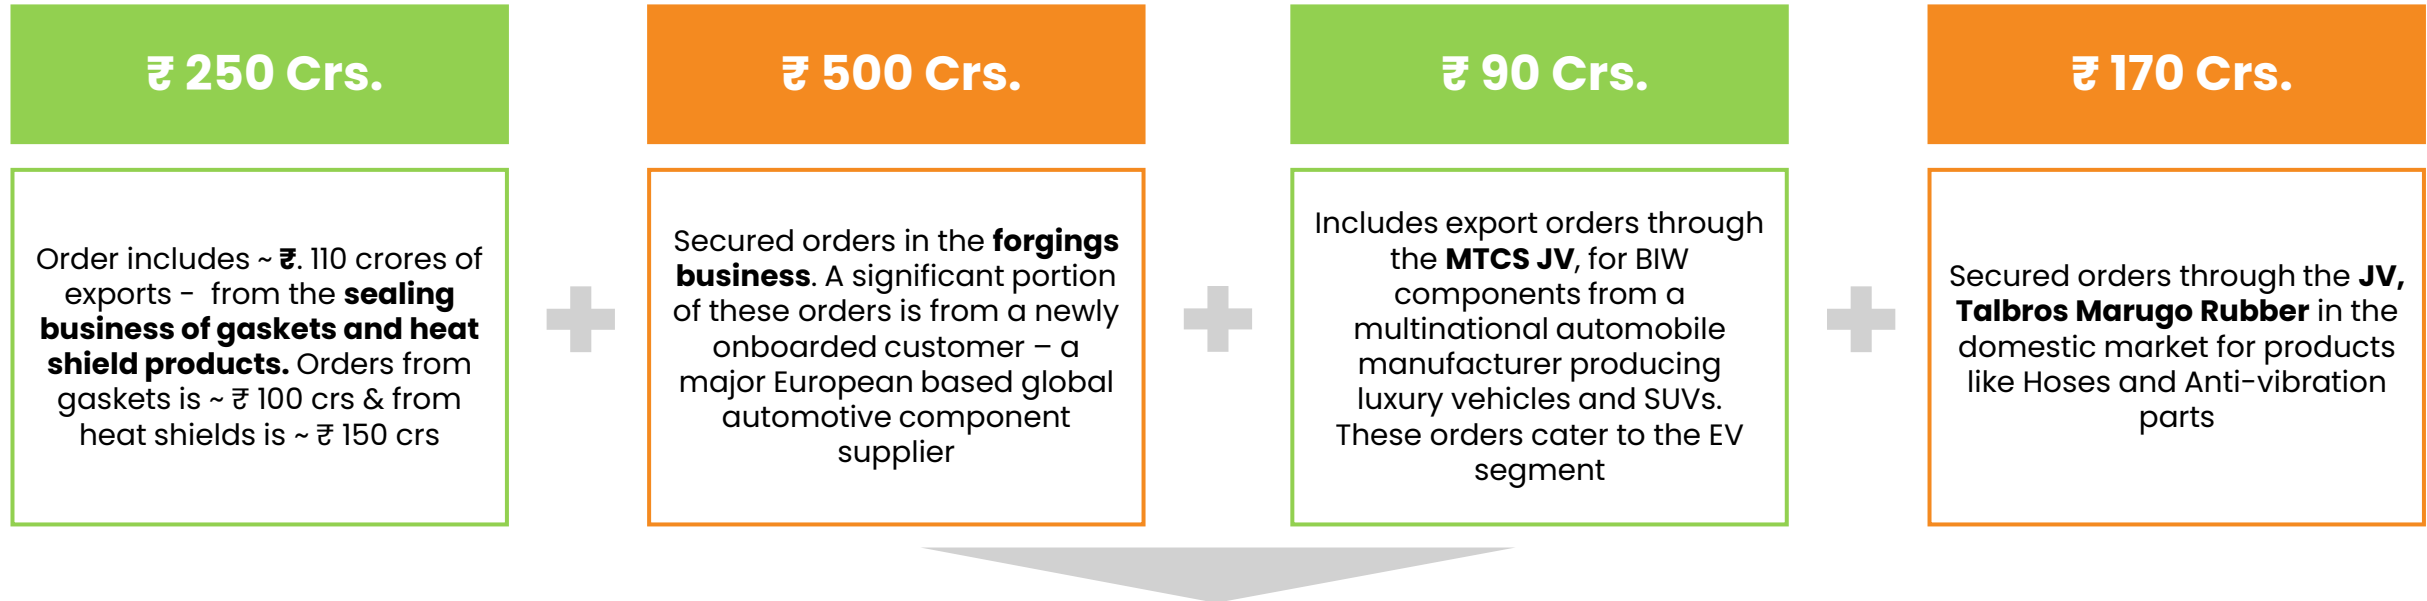 ₹ 250 Crs.
Order includes ~ ₹. 110 crores of
exports - from the sealing
business of gaskets and heat
shield products. Orders from
gaskets is ~ ₹ 100 crs & from
heat shields is ~ ₹ 150 crs
₹ 500 Crs.
Secured orders in the forgings
business. A significant portion
of these orders is from a newly
onboarded customer – a
major European based global
automotive component
supplier
₹ 90 Crs.
Includes export orders through
the MTCS JV, for BIW
components from a
multinational automobile
manufacturer producing
luxury vehicles and SUVs.
These orders cater to the EV
segment
₹ 170 Crs.
Secured orders through the JV,
Talbros Marugo Rubber in the
domestic market for products
like Hoses and Anti-vibration
parts